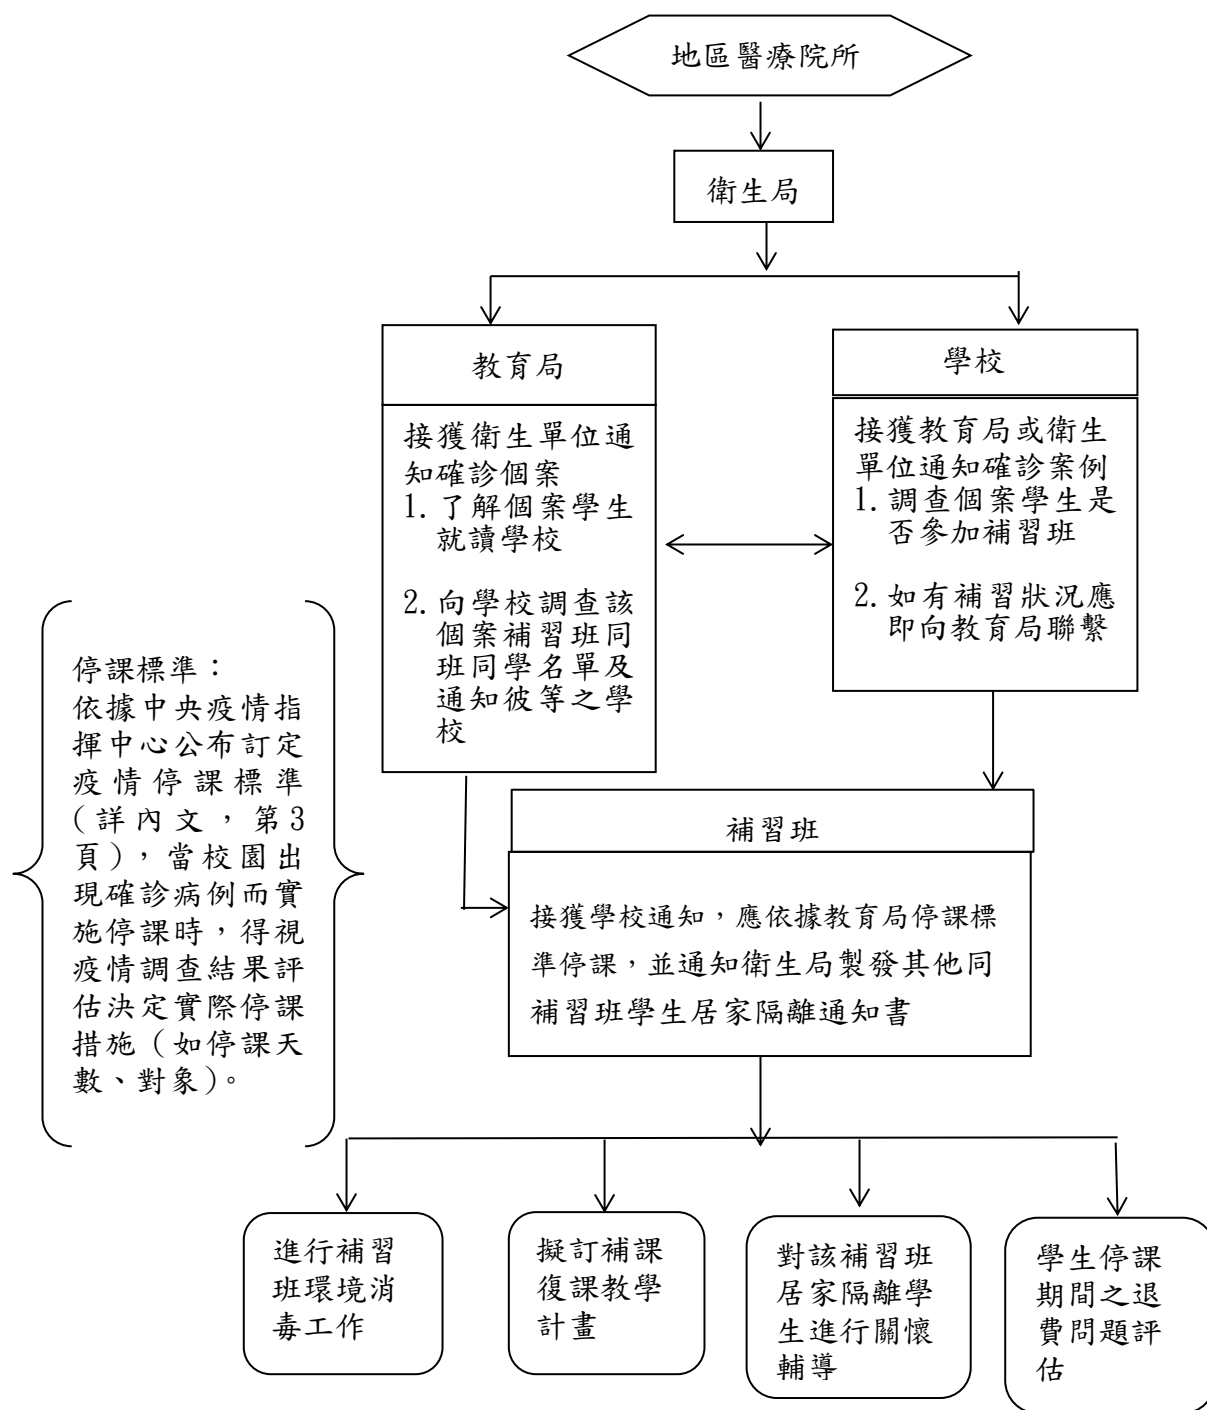 地區醫療院所
衛生局
教育局
接獲衛生單位通
知確診個案
1. 了解個案學生
就讀學校
2. 向學校調查該
個案補習班同
班同學名單及
通知彼等之學
校
學校
接獲教育局或衛生
單位通知確診案例
1. 調查個案學生是
否參加補習班
2. 如有補習狀況應
即向教育局聯繫
停課標準：
依據中央疫情指
揮中心公布訂定
疫情停課標準
(詳內文，第3
頁)，當校園出
現確診病例而實
施停課時，得視
疫情調查結果評
估決定實際停課
措施（如停課天
數、對象）。
補習班
接獲學校通知，應依據教育局停課標
準停課，並通知衛生局製發其他同
補習班學生居家隔離通知書
進行補習
班環境消
毒工作
擬訂補課
復課教學
計畫
對該補習班
居家隔離學
生進行關懷
輔導
學生停課
期間之退
費問題評
估